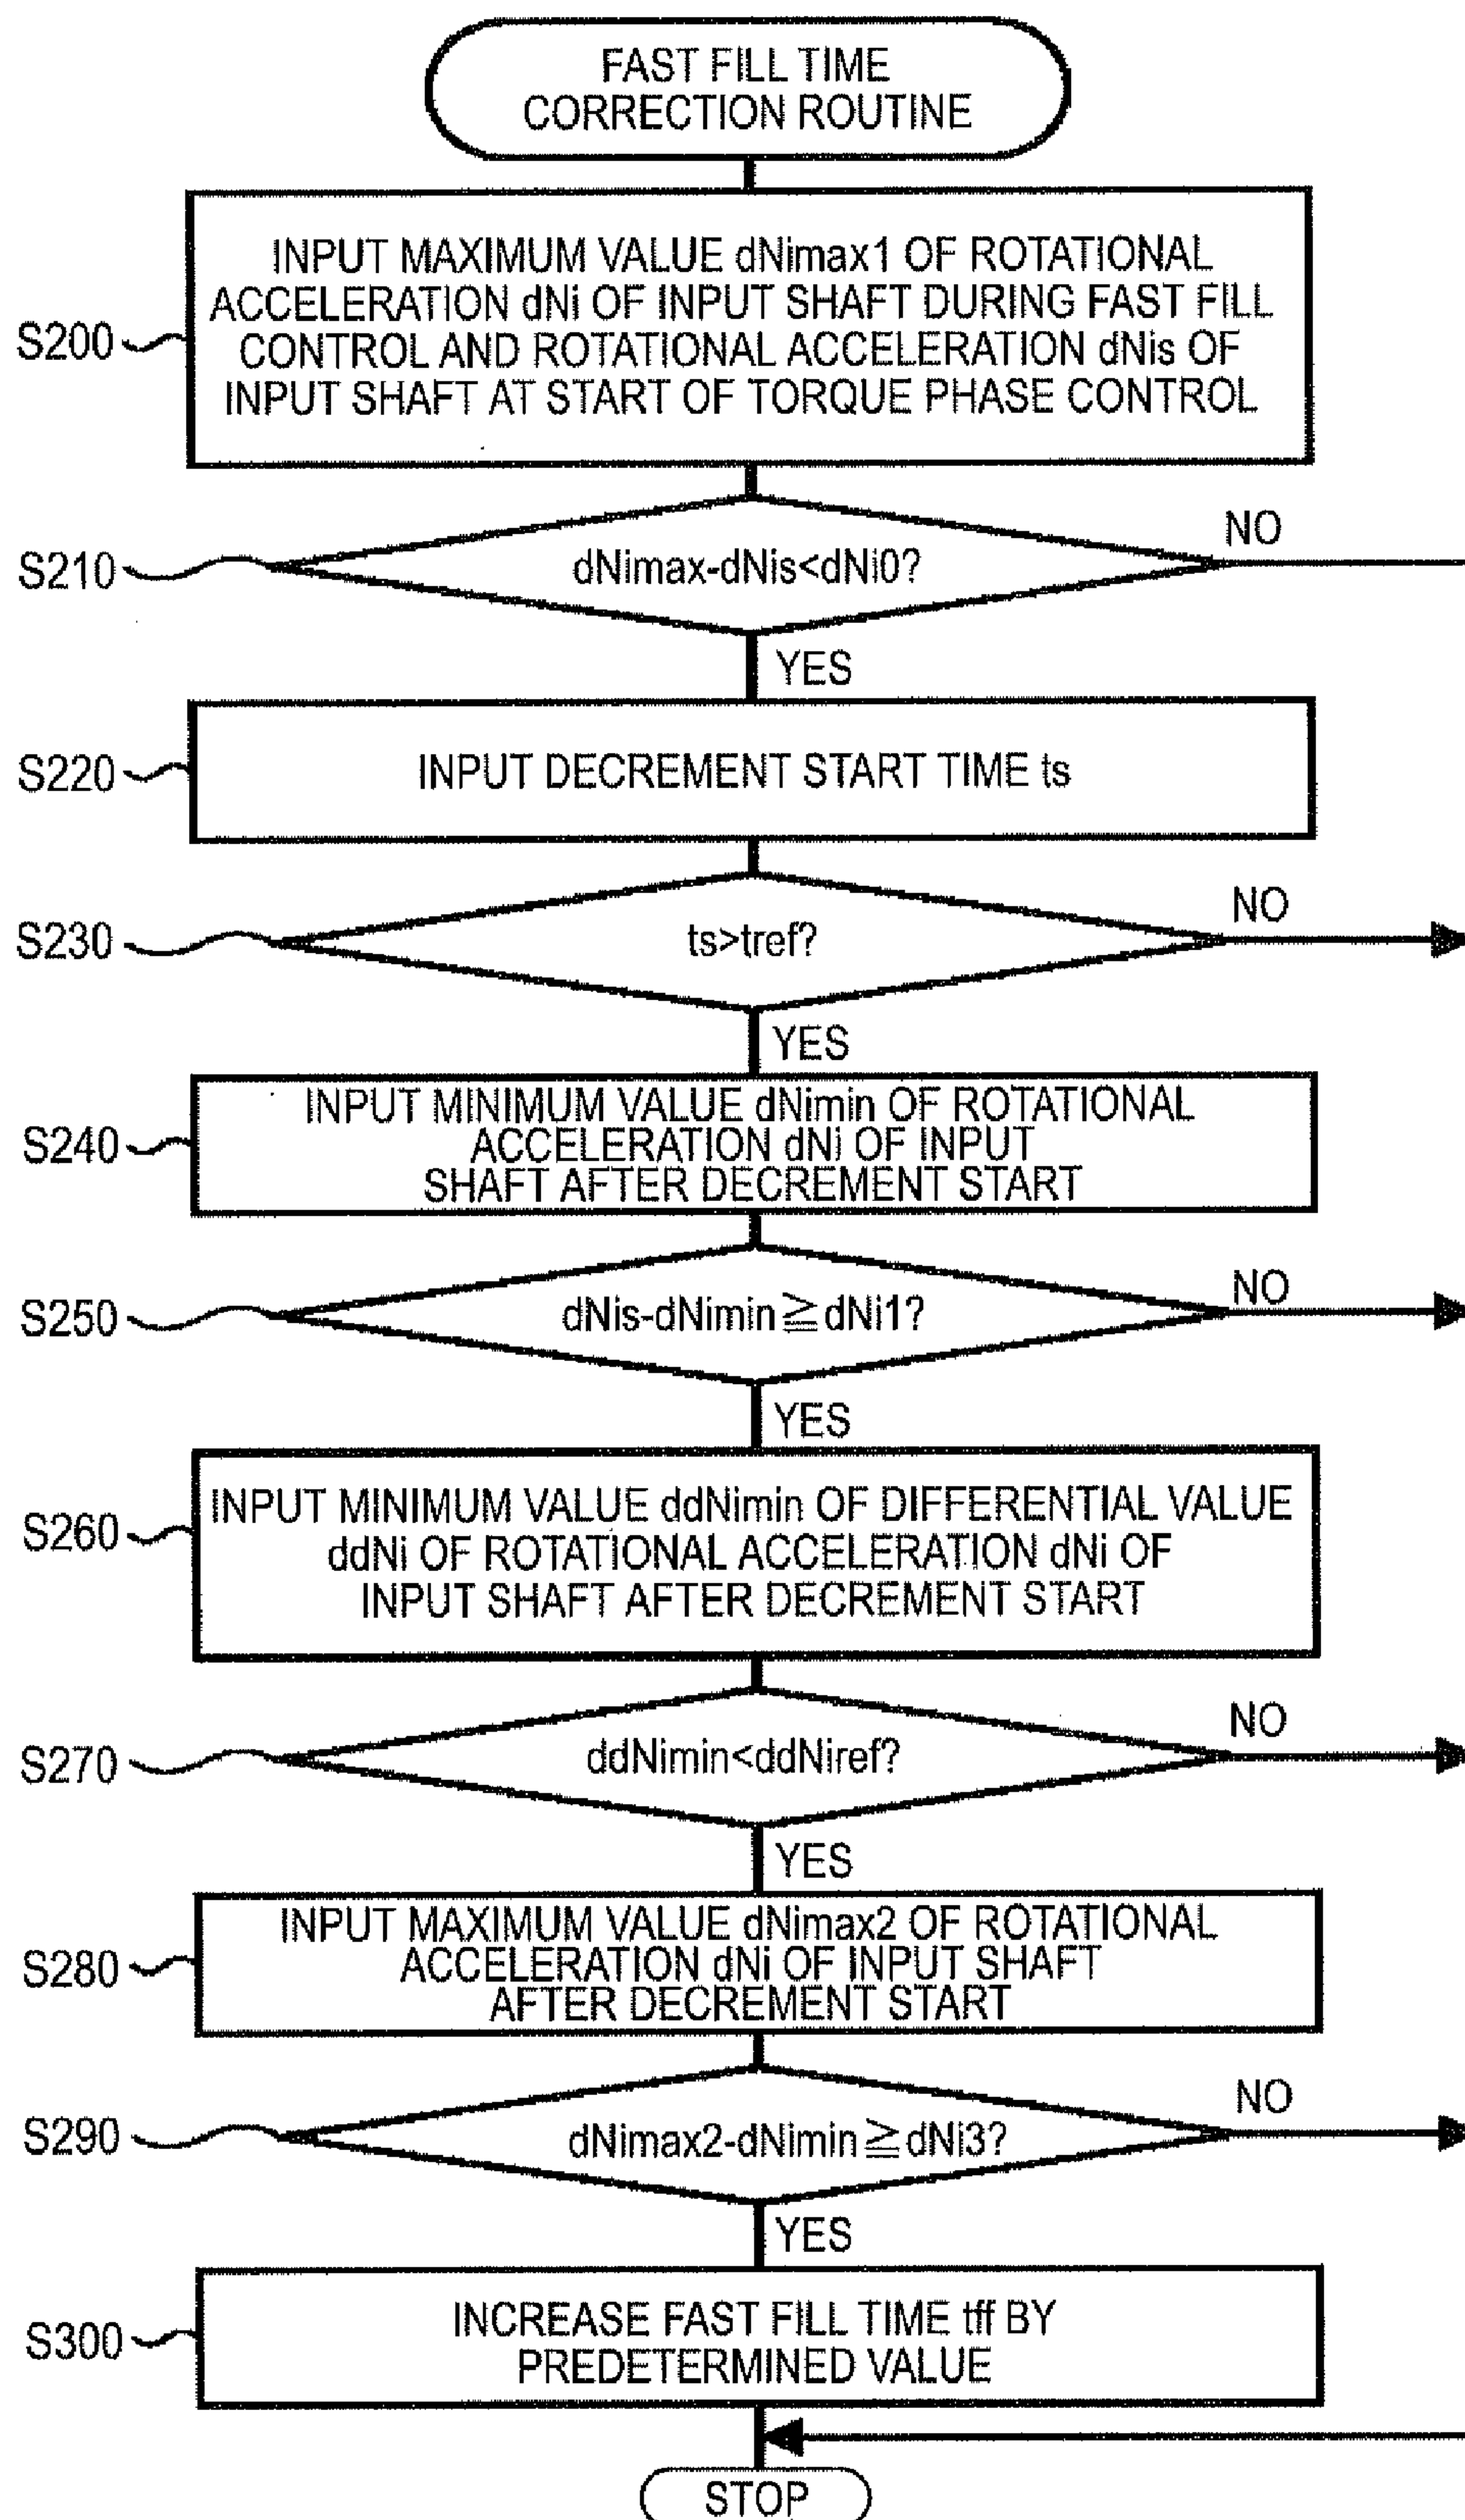 FAST FILL TIME
CORRECTION ROUTINE
INPUT MAXIMUM VALUE dNimax1 OF ROTATIONAL
ACCELERATION dNi OF INPUT SHAFT DURING FAST FILL
CONTROL AND ROTATIONAL ACCELERATION dNis OF
INPUT SHAFT AT START OF TORQUE PHASE CONTROL
S200
NO
S210
dNimax-dNis<dNi0?
YES
S220
INPUT DECREMENT START TIME ts
NO
S230
ts>tref?
YES
INPUT MINIMUM VALUE dNimin OF ROTATIONAL
S240
ACCELERATION dNi OF INPUT
SHAFT AFTER DECREMENT START
NO
S250
dNis-dNimin≧dNi1?
YES
INPUT MINIMUM VALUE ddNimin OF DIFFERENTIAL VALUE
S260
ddNi OF ROTATIONAL ACCELERATION dNi OF
INPUT SHAFT AFTER DECREMENT START
NO
S270
ddNimin<ddNiref?
YES
INPUT MAXIMUM VALUE dNimax2 OF ROTATIONAL
S280
ACCELERATION dNi OF INPUT SHAFT
AFTER DECREMENT START
NO
S290
dNimax2-dNimin≧dNi3?
YES
S300
INCREASE FAST FILL TIME tff BY
PREDETERMINED VALUE
STOP